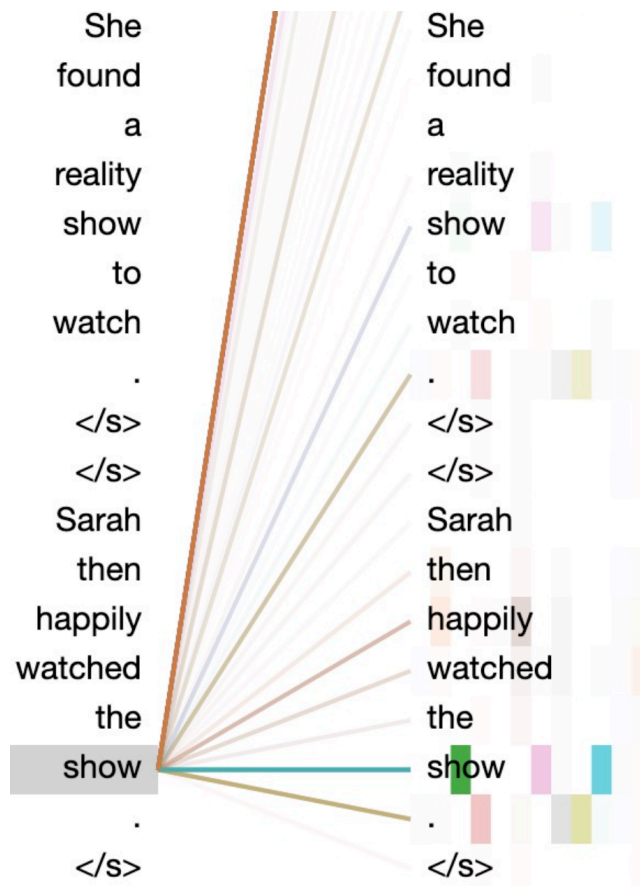 She She
found found
a a
reality reality
show show
to to
watch watch
. .
</s> </s>
</s> </s>
Sarah Sarah
then then
happily happily
watched watched
the the
show show
. .
</s> </s>